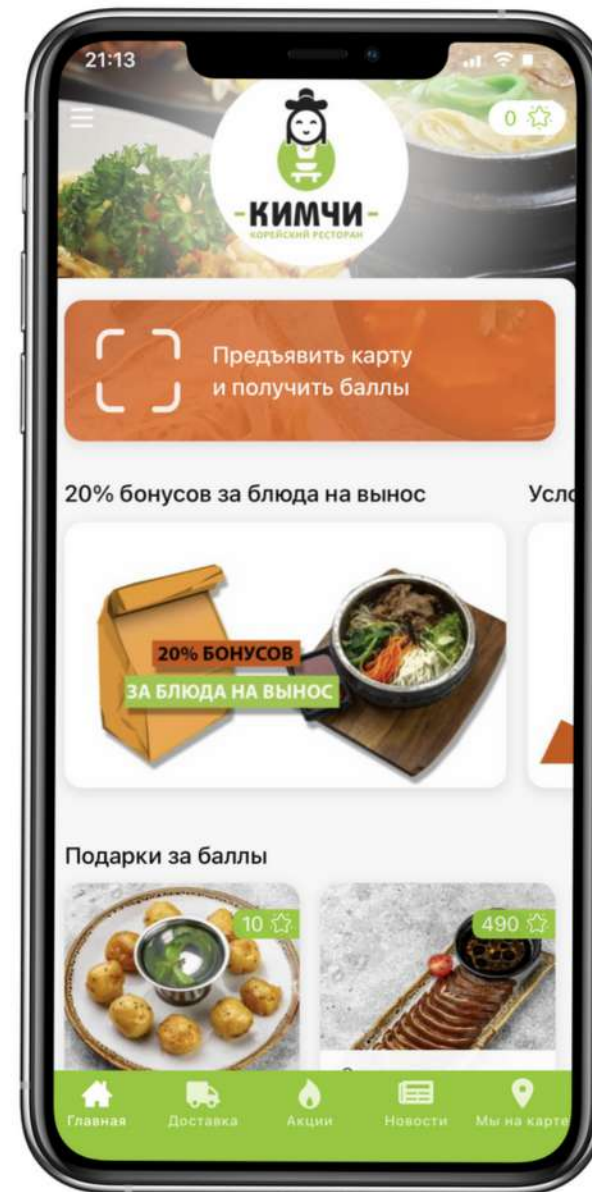 21:13
0
-КИМЧИ-
КОРЕЙСКИЙ РЕСТОРАН
Предъявить карту
и получить баллы
20% бонусов за блюда на вынос
Усло
20% БОНУСОВ
ЗА БЛЮДА НА ВЫНОС
Подарки за баллы
10
490
Главная
Доставка
Акции
Новости
Мы на карте